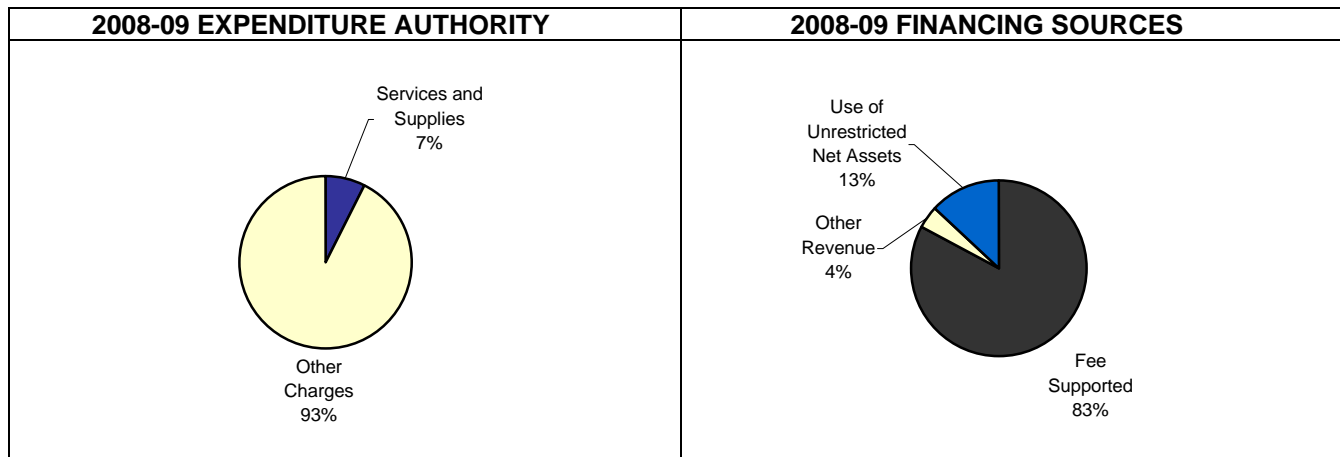 2008-09 EXPENDITURE AUTHORITY
Services and
Supplies
7%
Other
Charges
93%
2008-09 FINANCING SOURCES
Use of
Unrestricted
Net Assets
13%
Other
Revenue
4%
Fee
Supported
83%